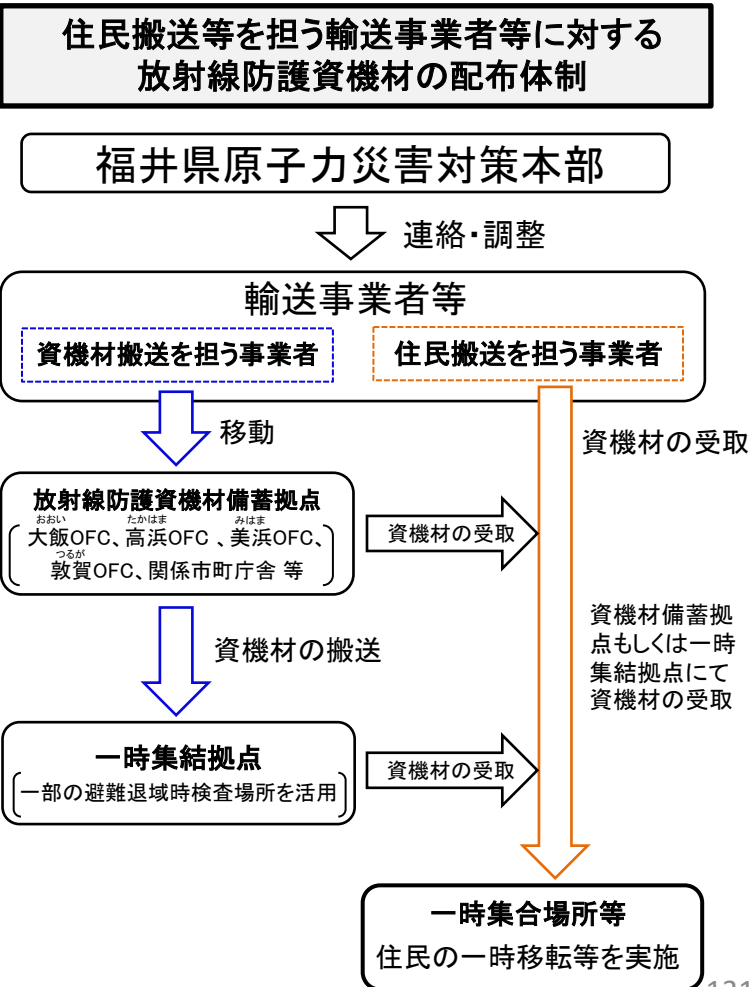 住民搬送等を担う輸送事業者等に対する
放射線防護資機材の配布体制
福井県原子力災害対策本部
連絡・調整
輸送事業者等
資機材搬送を担う事業者
住民搬送を担う事業者
移動
資機材の受取
放射線防護資機材備蓄拠点
おおい たかはま みはま
大飯OFC、高浜OFC 、美浜OFC、
つるが
敦賀OFC、関係市町庁舎 等
資機材の受取
資機材の搬送
資機材備蓄拠
点もしくは一時
集結拠点にて
資機材の受取
一時集結拠点
一部の避難退域時検査場所を活用
資機材の受取
一時集合場所等
住民の一時移転等を実施